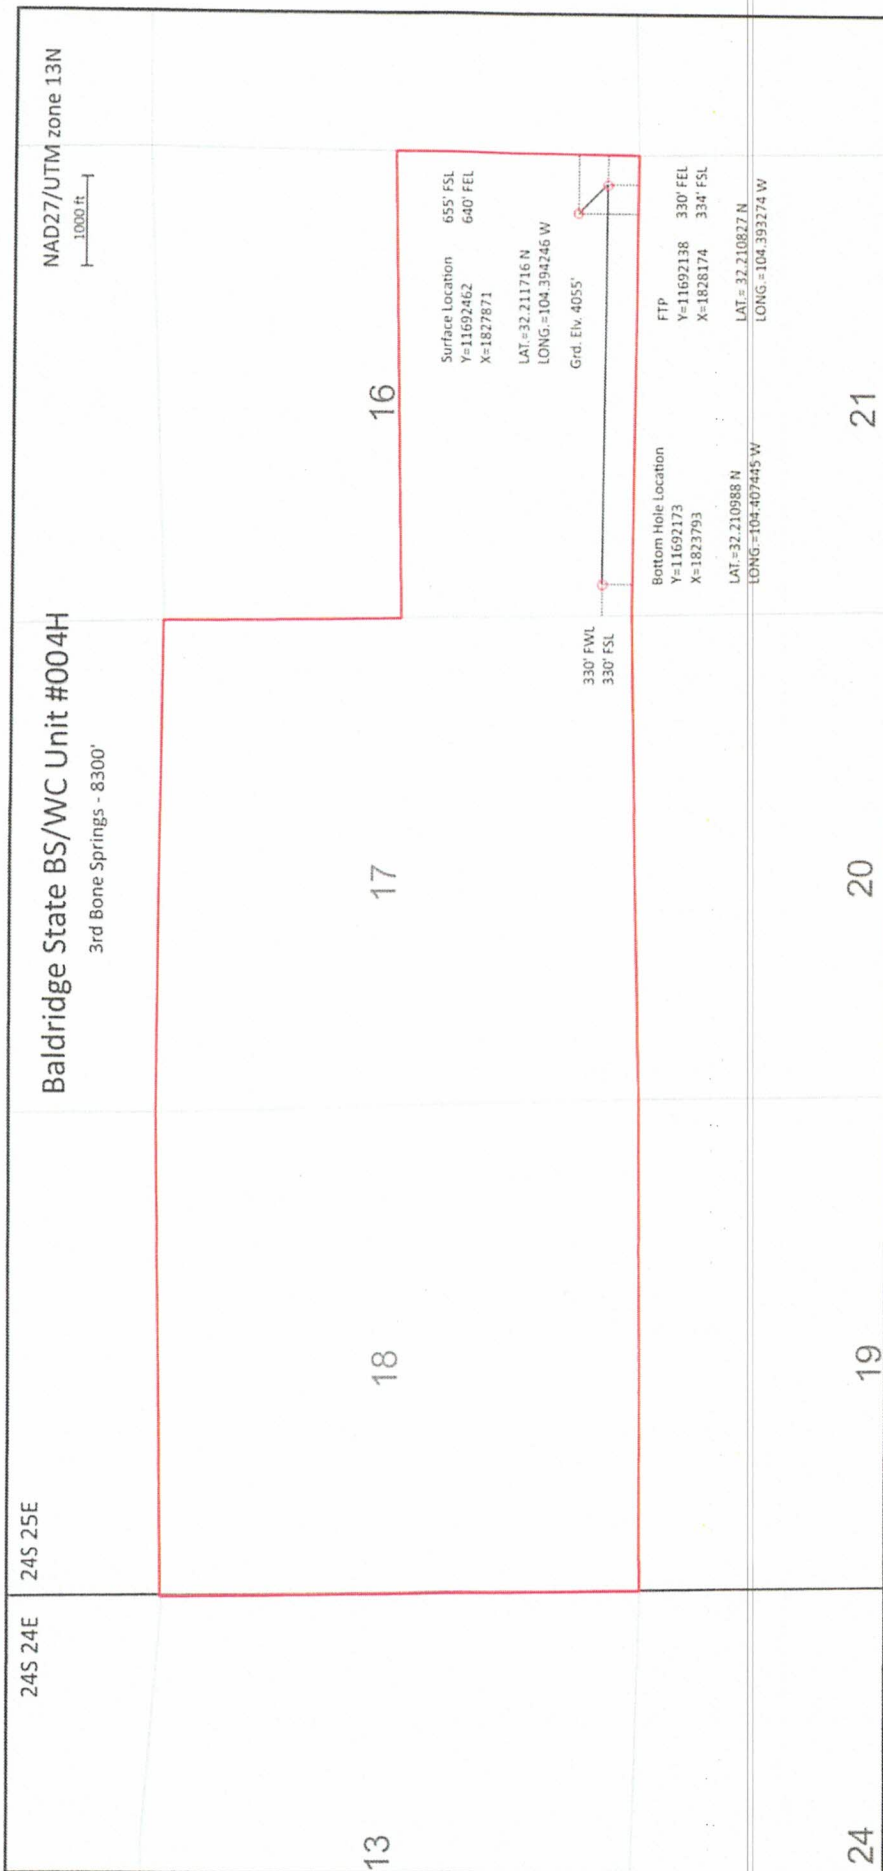 24S 24E
24S 25E
Baldridge State BS/WC Unit #004H
3rd Bone Springs - 8300'
NAD27/UTM zone 13N
1000 ft
13
18
17
16
Surface Location 655' FSL
Y=11692462 640' FEL
X=1827871
LAT.=32.211716 N
LONG.=104.394246 W
Grd. Elv. 4055'
330' FWL
330' FSL
Bottom Hole Location
Y=11692173
X=1823793
LAT.=32.210988 N
LONG.=104.407445 W
FTP 330' FEL
Y=11692138 334' FSL
X=1828174
LAT.= 32.210827 N
LONG.=104.393274 W
24
19
20
21